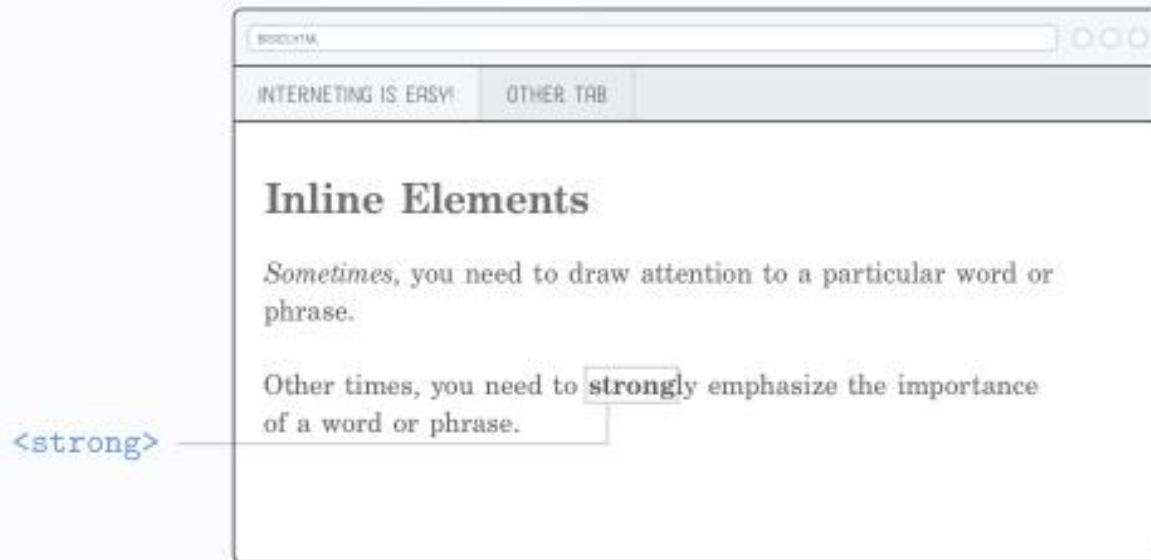 INTERNETING IS EASY! OTHER TAB
Inline Elements
Sometimes, you need to draw attention to a particular word or
phrase.
Other times, you need to strongly emphasize the importance
of a word or phrase.
<strong>